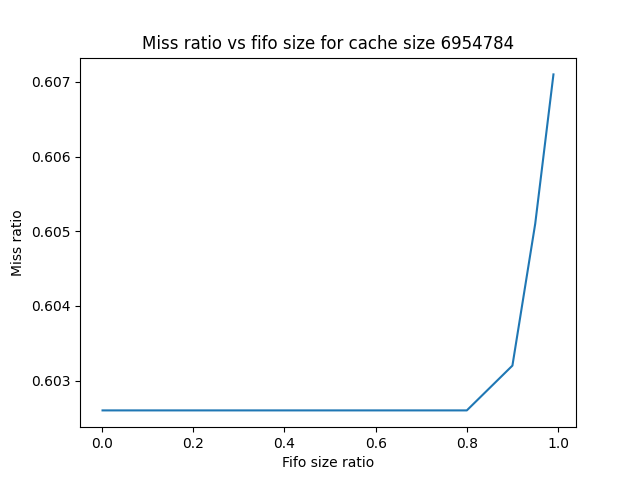 Miss ratio vs fifo size for cache size 6954784
0.607
0.606
0.605
0.604
0.603
Miss ratio
0.0 0.2 0.4 0.6 0.8 1.0
Fifo size ratio